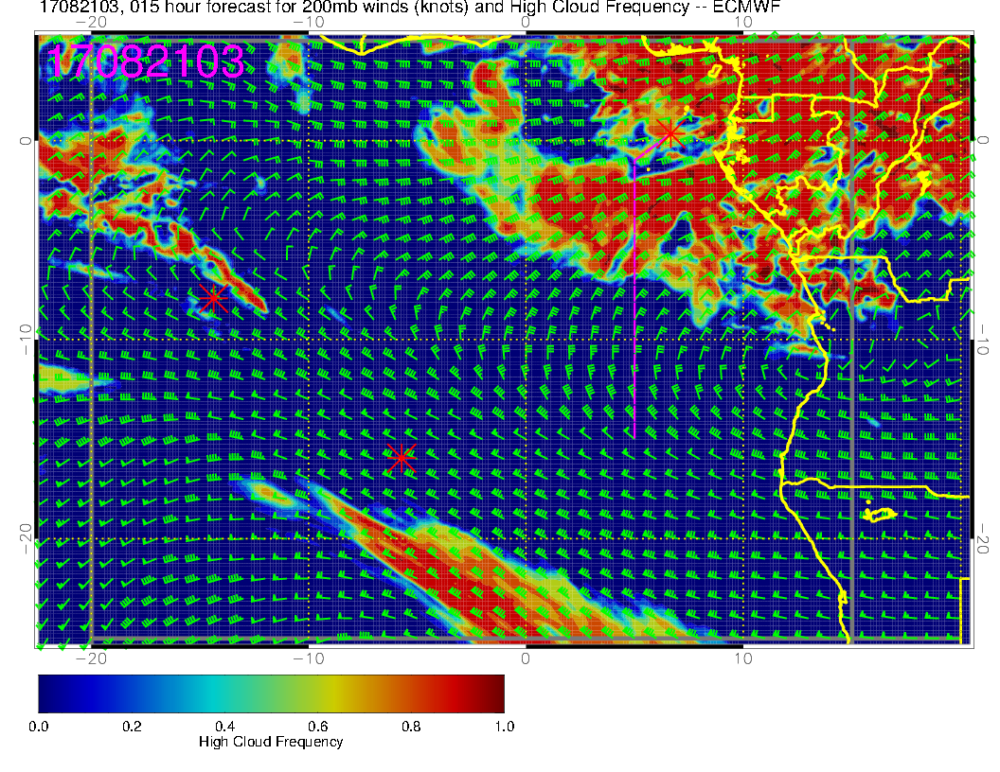 17082103, 015 hour forecast for 200mb winds (knots) and High Cloud Frequency -- ECMWF
−20 −10 0 10
17082103
0 0
−10 −10
−20 −20
−20 −10 0 10
0.0 0.2 0.4 0.6 0.8 1.0
High Cloud Frequency